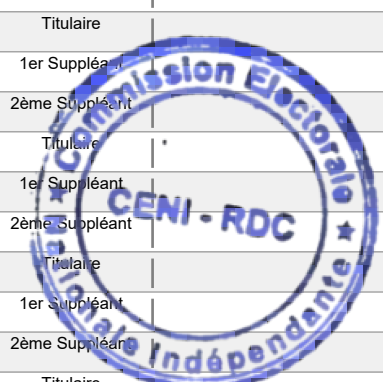 Titulaire
1er Suppléant
2ème Suppléant
Titulaire
1er Suppléant
2ème Suppléant
Titulaire
1er Suppléant
2ème Suppléant
Titulaire
Commission Electorale
Nationale Indépendante
CENI - RDC